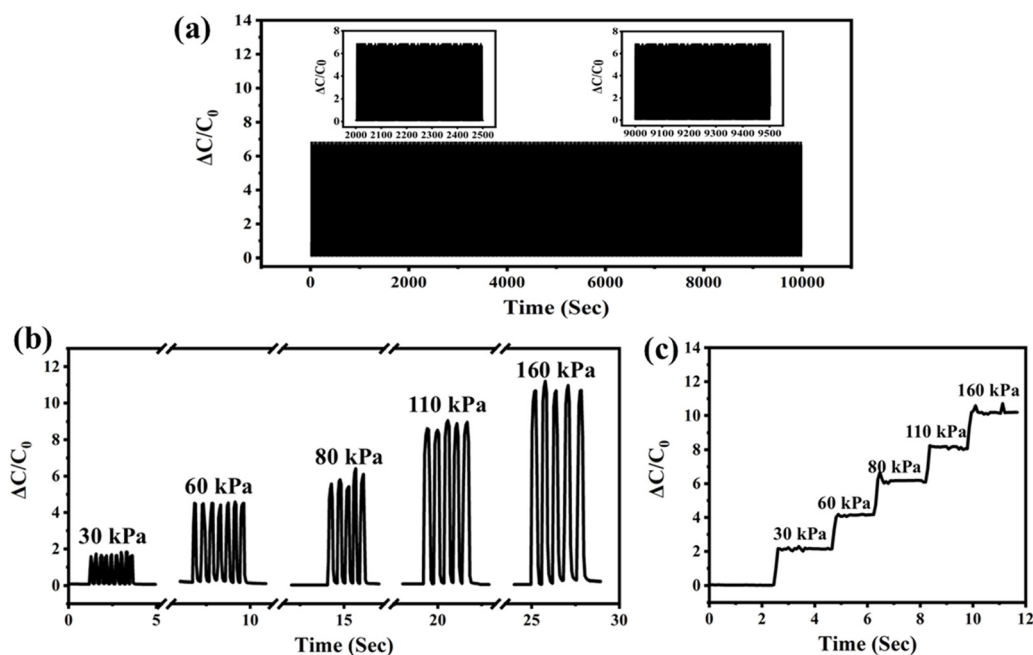 (a)
14
12
10
8
6
4
2
0
ΔC/C0
0 2000 4000 6000 8000 10000
Time (Sec)
8
6
4
2
0
ΔC/C0
2000 2100 2200 2300 2400 2500
8
6
4
2
0
ΔC/C0
9000 9100 9200 9300 9400 9500
(b)
12
10
8
6
4
2
0
ΔC/C0
30 kPa
60 kPa
80 kPa
110 kPa
160 kPa
0 5 10 15 20 25 30
Time (Sec)
(c)
14
12
10
8
6
4
2
0
ΔC/C0
30 kPa
60 kPa
80 kPa
110 kPa
160 kPa
0 2 4 6 8 10 12
Time (Sec)